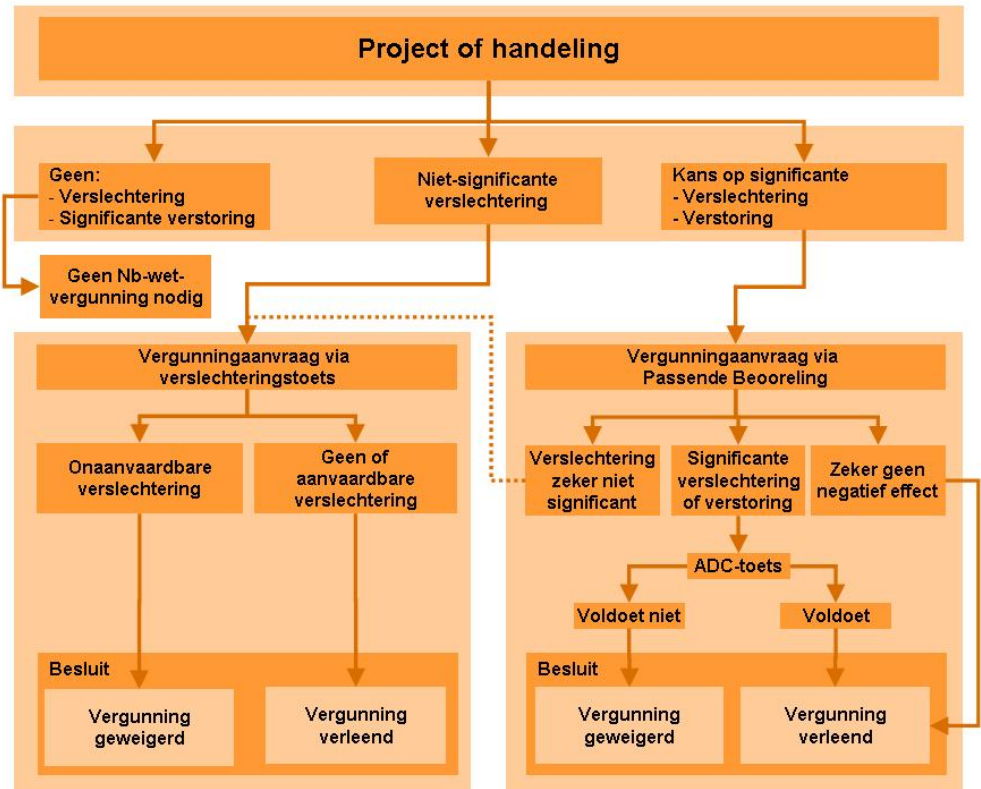 Project of handeling
Geen:
- Verslechtering
- Significante verstoring
Niet-significante
verslechtering
Kans op significante
- Verslechtering
- Verstoring
Geen Nb-wet-
vergunning nodig
Vergunningaanvraag via
verslechteringstoets
Onaanvaardbare
verslechtering
Geen of
aanvaardbare
verslechtering
Besluit
Vergunning
geweigerd
Vergunning
verleend
Vergunningaanvraag via
Passende Beooreling
Verslechtering
zeker niet
significant
Significante
verslechtering
of verstoring
Zeker geen
negatief effect
ADC-toets
Voldoet niet
Voldoet
Besluit
Vergunning
geweigerd
Vergunning
verleend